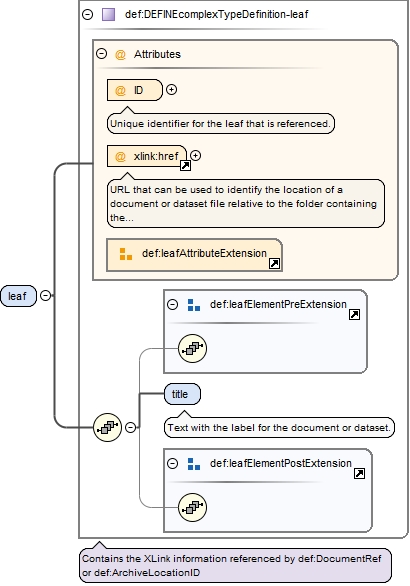 def:DEFINEcomplexTypeDefinition-leaf
Attributes
@ ID
Unique identifier for the leaf that is referenced.
@ xlink:href
URL that can be used to identify the location of a
document or dataset file relative to the folder containing
the...
def:leafAttributeExtension
leaf
def:leafElementPreExtension
title
Text with the label for the document or dataset.
def:leafElementPostExtension
Contains the XLink information referenced by def:DocumentRef
or def:ArchiveLocationID